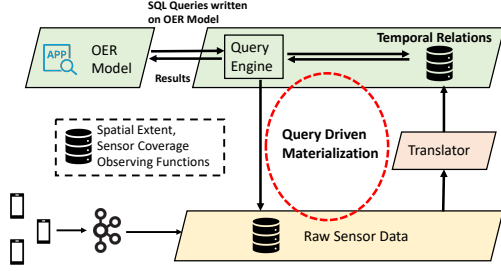 SQL Queries written
on OER Model
APP
OER
Model
Results
Query
Engine
Temporal Relations
Spatial Extent,
Sensor Coverage
Observing Functions
Query Driven
Materialization
Translator
Raw Sensor Data